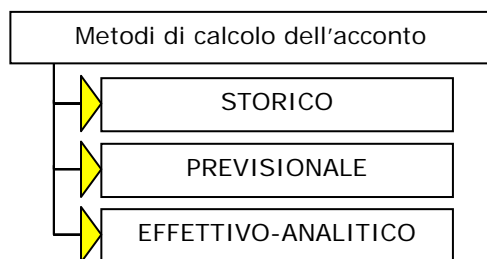 Metodi di calcolo dell'acconto
STORICO
PREVISIONALE
EFFETTIVO-ANALITICO